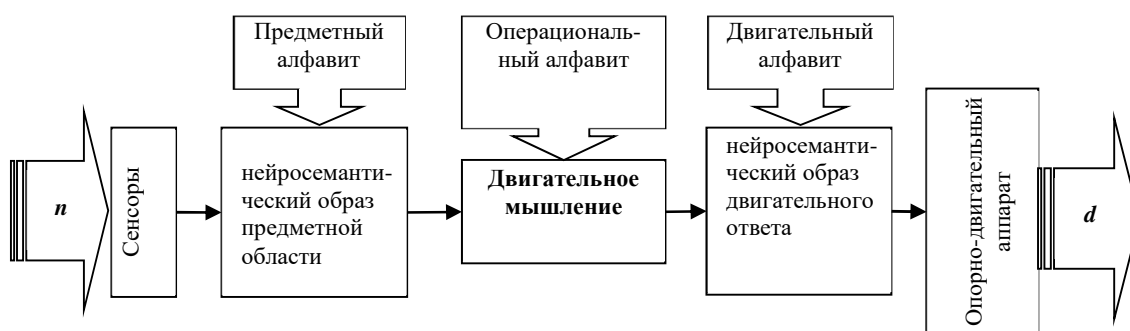 Предметный
алфавит
Операциональ-
ный алфавит
Двигательный
алфавит
n
Сенсоры
нейросеманти-
ческий образ
предметной
области
Двигательное
мышление
нейросеманти-
ческий образ
двигательного
ответа
Опорно-двигательный
аппарат
d